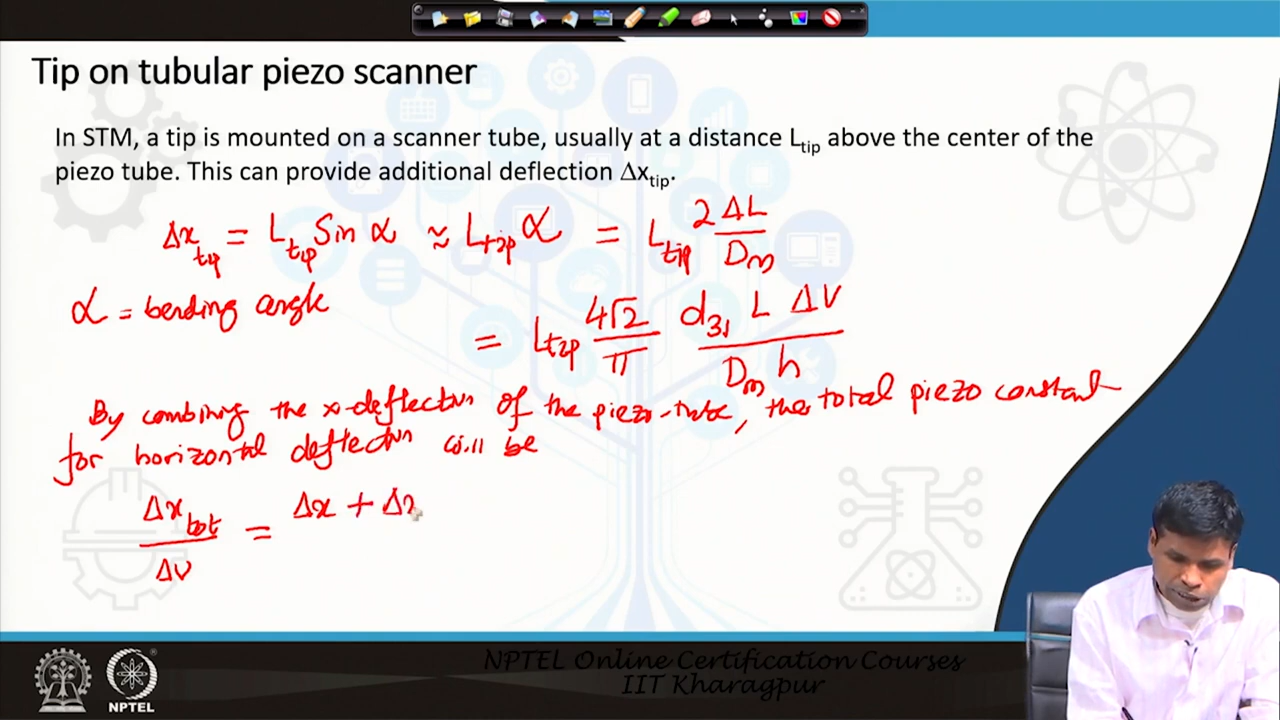 Tip on tubular piezo scanner
In STM, a tip is mounted on a scanner tube, usually at a distance L_tip above the center of the
piezo tube. This can provide additional deflection Δx_tip.
Δx_tip = L_tip Sin α ≈ L_tip α = L_tip 2ΔL / D_m
α = bending angle
= L_tip 4√2/π d_31 L ΔV / D_m h
By combining the x-deflection of the piezo-tube, the total piezo constant
for horizontal deflection will be
Δx_tot / ΔV = Δx + Δx
NPTEL Online Certification Courses
IIT Kharagpur
NPTEL